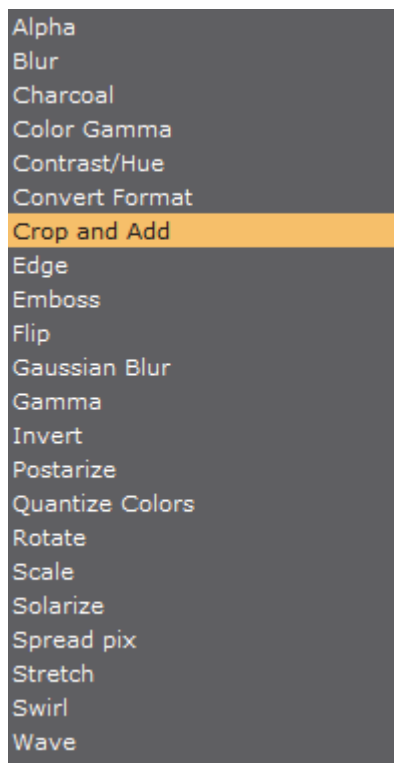 Alpha
Blur
Charcoal
Color Gamma
Contrast/Hue
Convert Format
Crop and Add
Edge
Emboss
Flip
Gaussian Blur
Gamma
Invert
Postarize
Quantize Colors
Rotate
Scale
Solarize
Spread pix
Stretch
Swirl
Wave